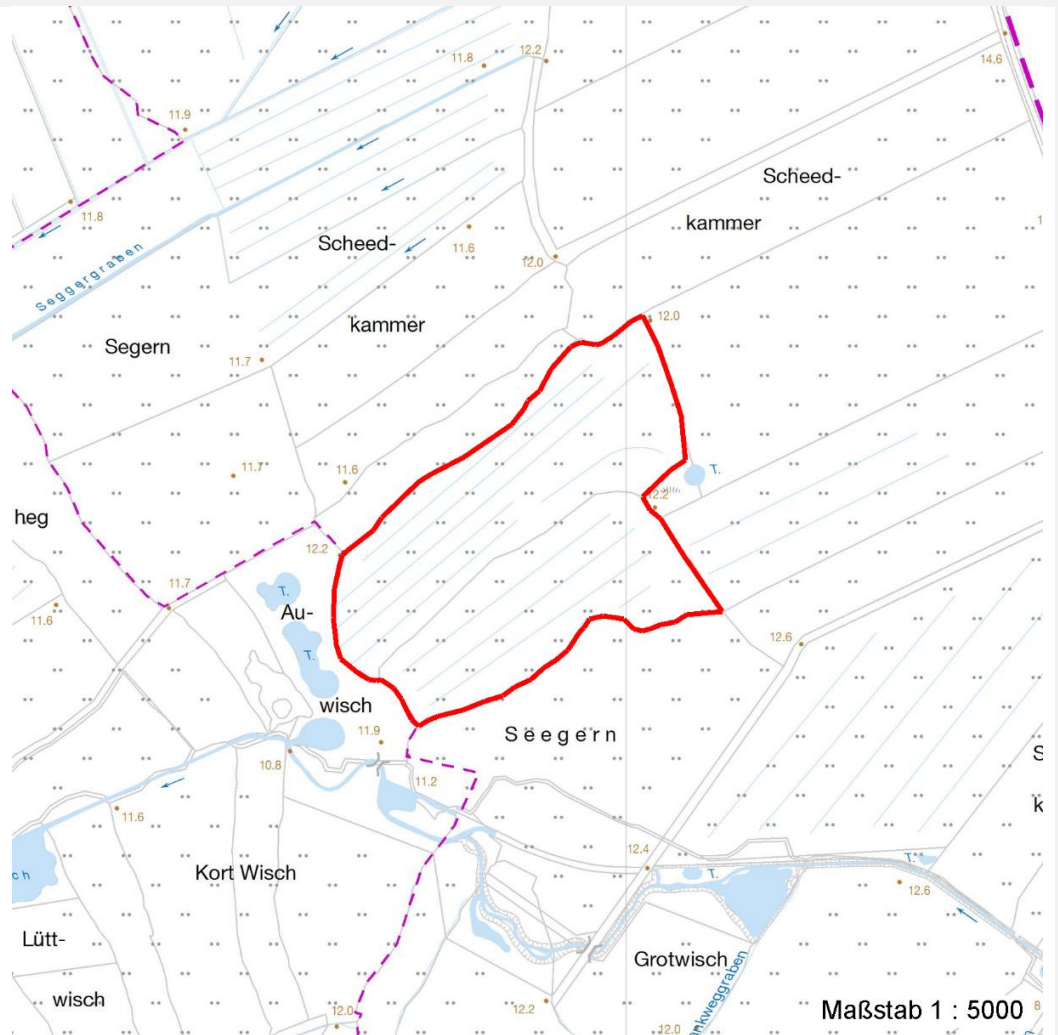 12.2
14.6
11.8
11.9
Scheed-
kammer
11.8
Scheed-
11.6
12.0
Seggergraben
kammer
12.0
Segern
11.7
11.7
11.6
T.
12.2
heg
12.2
11.7
T.
Au-
11.6
12.6
T.
wisch
Seegern
11.9
10.8
11.2
11.6
12.4
T.
T.
Kort Wisch
12.6
ch
Lütt-
wisch
Grotwisch
nkweggraben
12.2
12.0
12.0
Maßstab 1 : 5000